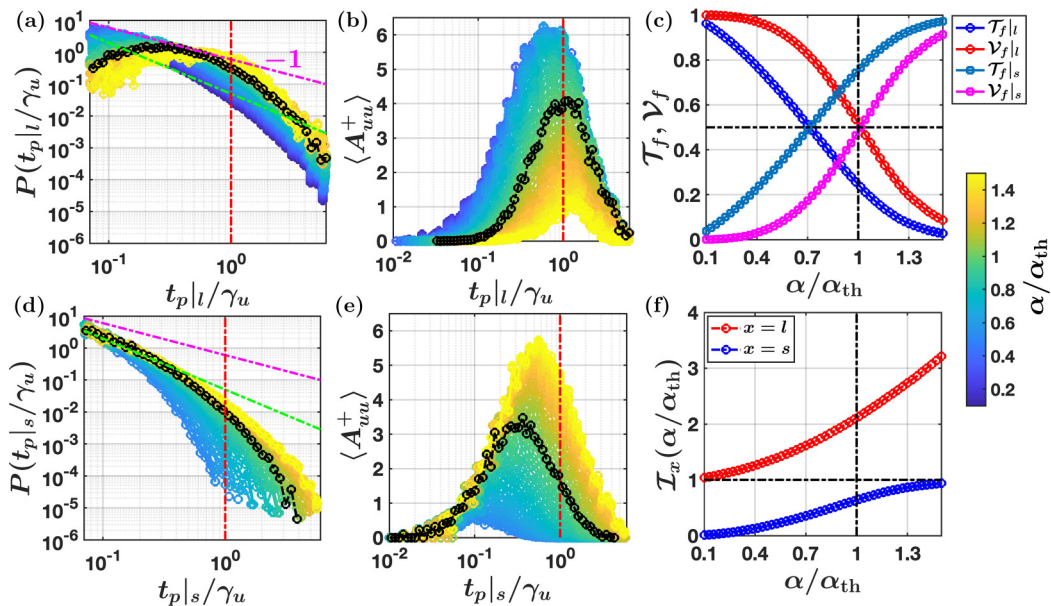 (a)
10^1
10^0
10^-1
10^-2
10^-3
10^-4
10^-5
10^-6
P(t_p|_l/γ_u)
−1
10^-1
10^0
t_p|_l/γ_u
(b)
6
5
4
3
2
1
0
⟨A^+_uu⟩
10^-2
10^-1
10^0
t_p|_l/γ_u
(c)
1
0.8
0.6
0.4
0.2
0
T_f, V_f
0.1
0.4
0.7
1
1.3
α/α_th
T_f|_l
V_f|_l
T_f|_s
V_f|_s
1.4
1.2
1
0.8
0.6
0.4
0.2
α/α_th
(d)
10^1
10^0
10^-1
10^-2
10^-3
10^-4
10^-5
10^-6
P(t_p|_s/γ_u)
10^-1
10^0
t_p|_s/γ_u
(e)
6
5
4
3
2
1
0
⟨A^+_uu⟩
10^-2
10^-1
10^0
t_p|_s/γ_u
(f)
4
3
2
1
0
I_x(α/α_th)
x = l
x = s
0.1
0.4
0.7
1
1.3
α/α_th